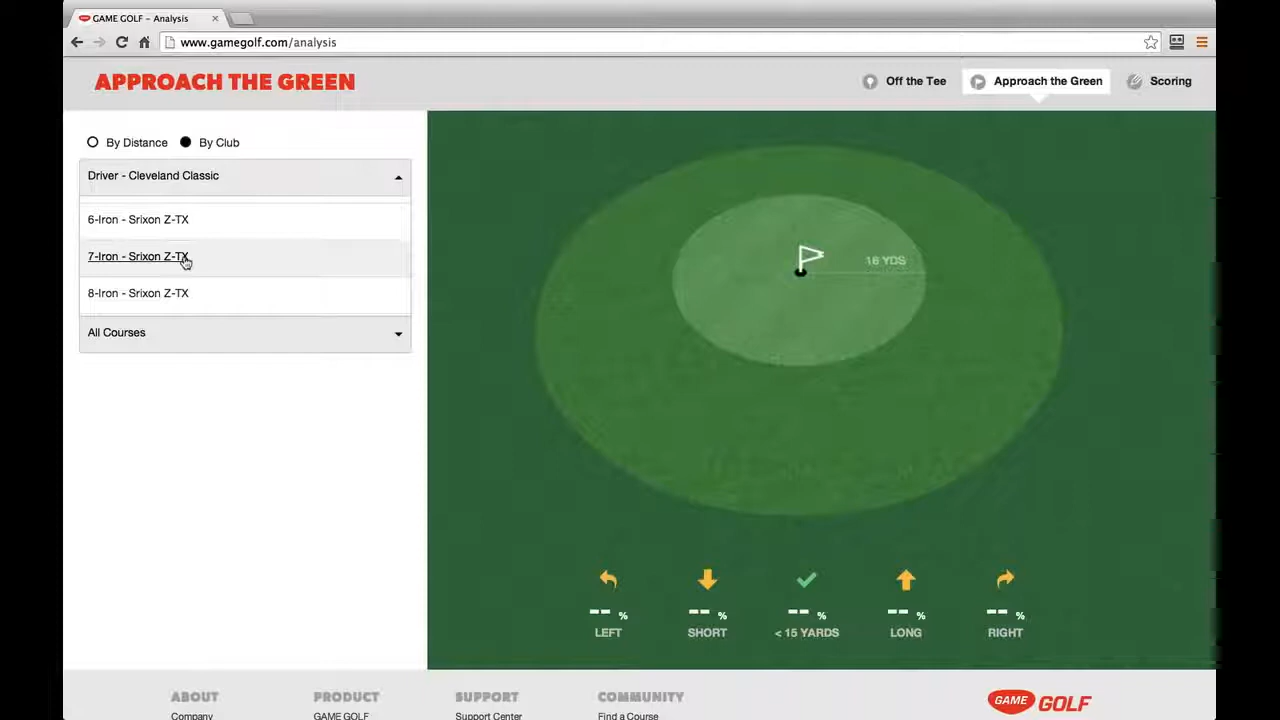 GAME GOLF - Analysis
www.gamegolf.com/analysis
APPROACH THE GREEN
Off the Tee
Approach the Green
Scoring
By Distance
By Club
Driver - Cleveland Classic
6-Iron - Srixon Z-TX
7-Iron - Srixon Z-TX
8-Iron - Srixon Z-TX
All Courses
16 YDS
-- % -- % -- % -- % -- %
LEFT SHORT < 15 YARDS LONG RIGHT
ABOUT PRODUCT SUPPORT COMMUNITY
GAME GOLF
Company GAME GOLF Support Center Find a Course